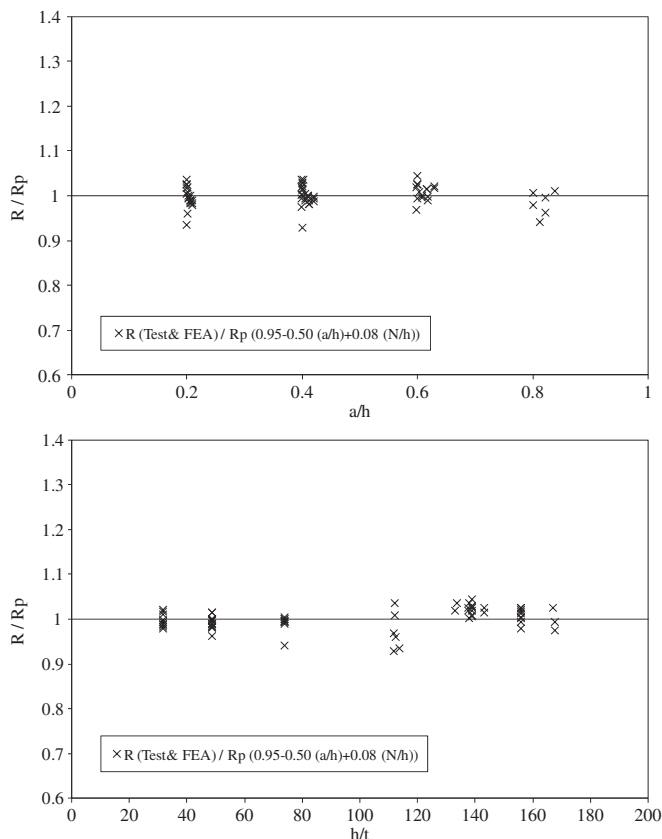 1.4
1.3
1.2
1.1
1
0.9
0.8
0.7
0.6
R / Rp
× R (Test& FEA) / Rp (0.95-0.50 (a/h)+0.08 (N/h))
0 0.2 0.4 0.6 0.8 1
a/h
1.4
1.3
1.2
1.1
1
0.9
0.8
0.7
0.6
R / Rp
× R (Test& FEA) / Rp (0.95-0.50 (a/h)+0.08 (N/h))
0 20 40 60 80 100 120 140 160 180 200
h/t